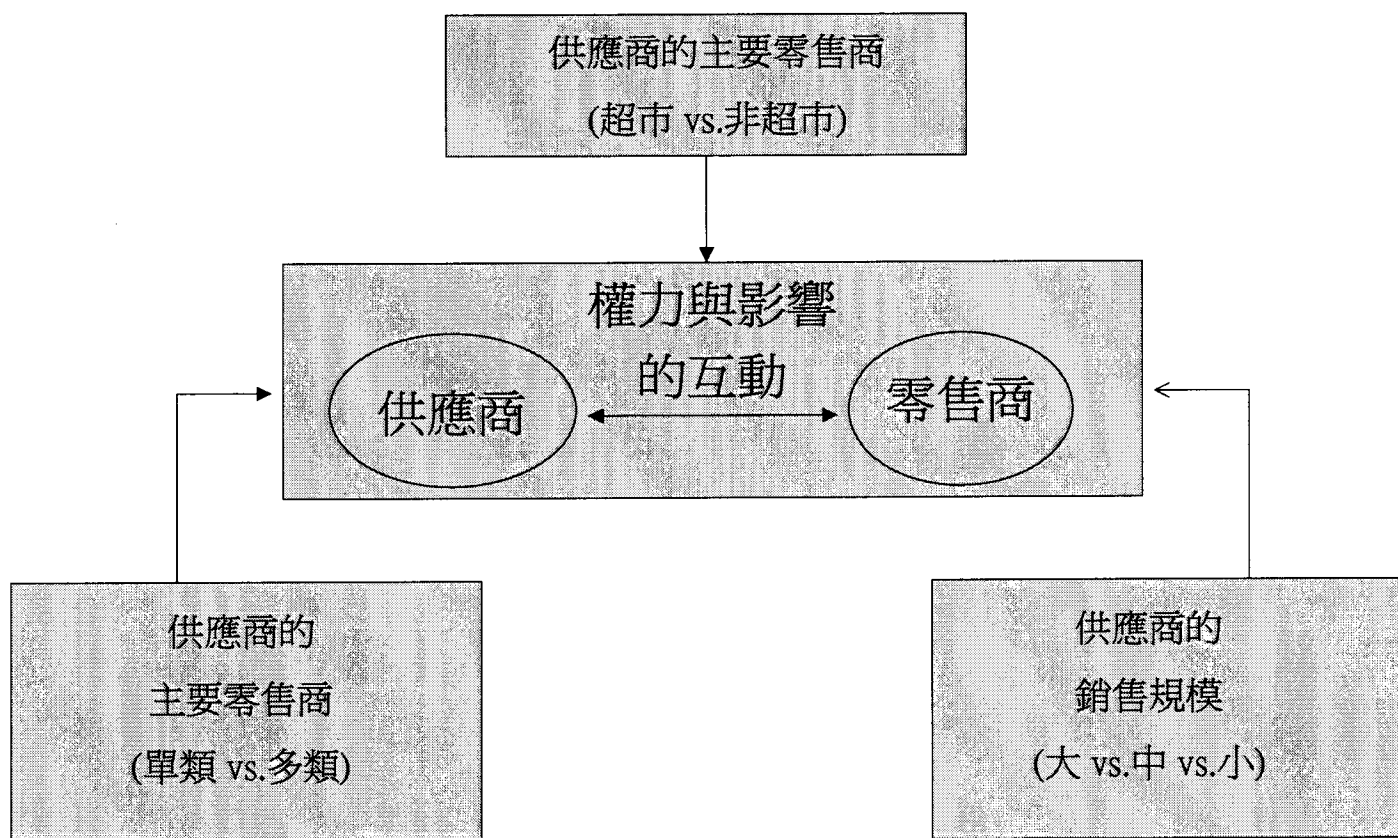 供應商的主要零售商
(超市 vs.非超市)
權力與影響
的互動
供應商
零售商
供應商的
主要零售商
(單類 vs.多類)
供應商的
銷售規模
(大 vs.中 vs.小)